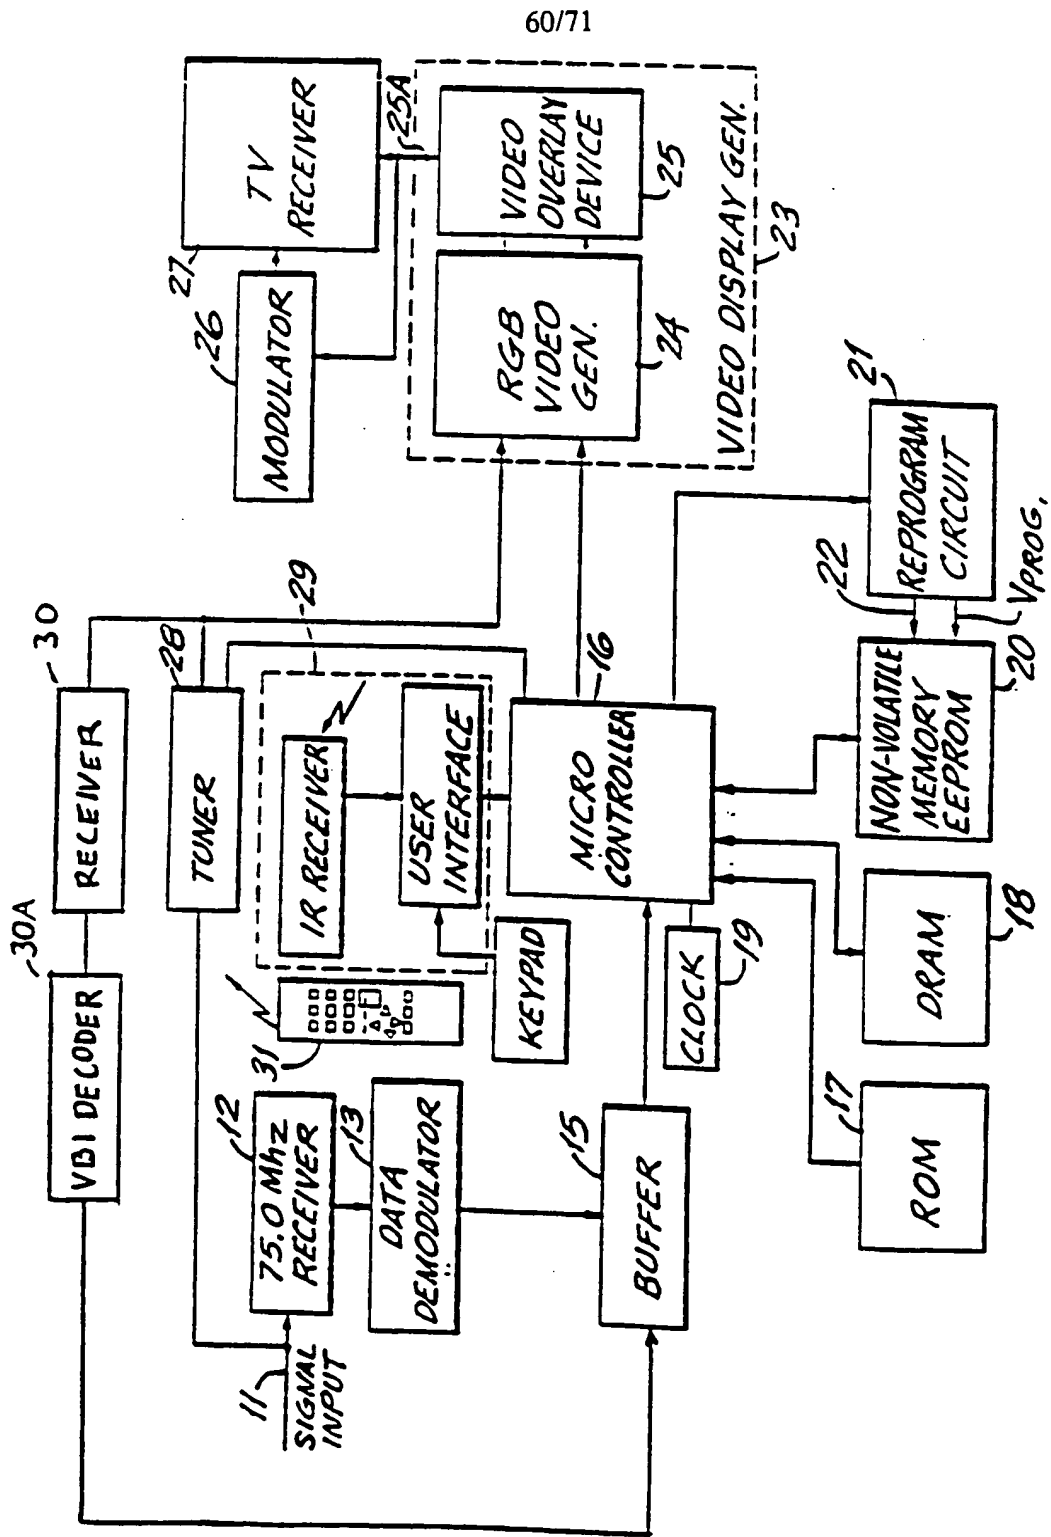 60/71
30A
VBI DECODER
30
RECEIVER
28
TUNER
11
SIGNAL
INPUT
12
75.0 Mhz
RECEIVER
13
DATA
DEMODULATOR
31
29
IR RECEIVER
USER
INTERFACE
KEYPAD
15
BUFFER
16
MICRO
CONTROLLER
CLOCK
19
17
ROM
DRAM
18
NON-VOLATILE
MEMORY
EEPROM
20
22
VPROG.
21
REPROGRAM
CIRCUIT
26
MODULATOR
27
TV
RECEIVER
25A
RGB
VIDEO
GEN.
24
VIDEO
OVERLAY
DEVICE
25
VIDEO DISPLAY GEN.
23